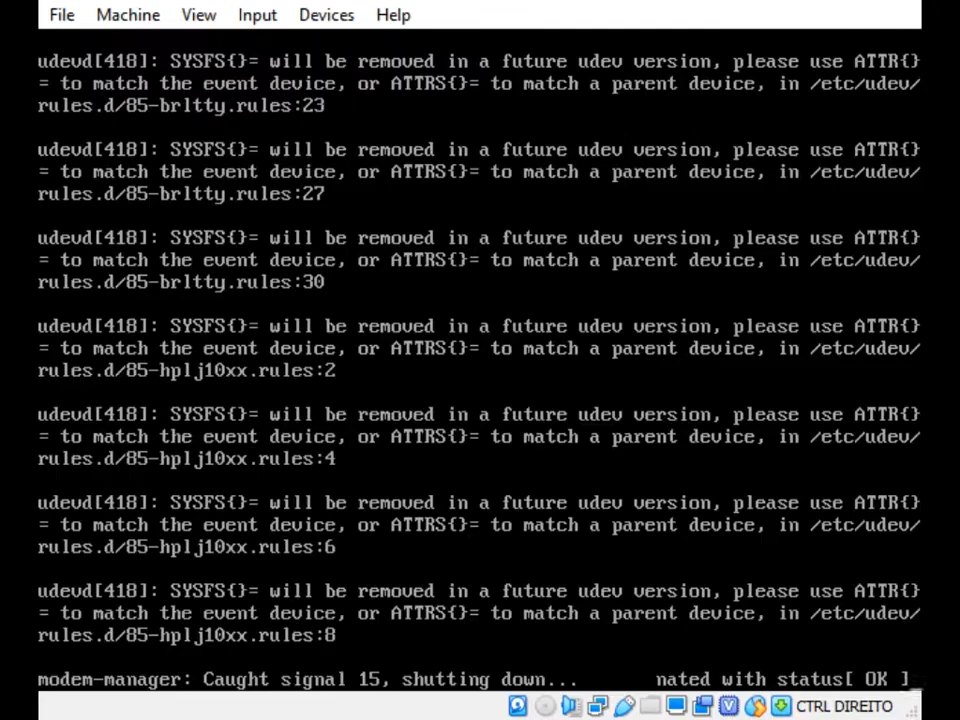 File Machine View Input Devices Help
udevd[418]: SYSFS{}= will be removed in a future udev version, please use ATTR{}
= to match the event device, or ATTRS{}= to match a parent device, in /etc/udev/
rules.d/85-brltty.rules:23
udevd[418]: SYSFS{}= will be removed in a future udev version, please use ATTR{}
= to match the event device, or ATTRS{}= to match a parent device, in /etc/udev/
rules.d/85-brltty.rules:27
udevd[418]: SYSFS{}= will be removed in a future udev version, please use ATTR{}
= to match the event device, or ATTRS{}= to match a parent device, in /etc/udev/
rules.d/85-brltty.rules:30
udevd[418]: SYSFS{}= will be removed in a future udev version, please use ATTR{}
= to match the event device, or ATTRS{}= to match a parent device, in /etc/udev/
rules.d/85-hplj10xx.rules:2
udevd[418]: SYSFS{}= will be removed in a future udev version, please use ATTR{}
= to match the event device, or ATTRS{}= to match a parent device, in /etc/udev/
rules.d/85-hplj10xx.rules:4
udevd[418]: SYSFS{}= will be removed in a future udev version, please use ATTR{}
= to match the event device, or ATTRS{}= to match a parent device, in /etc/udev/
rules.d/85-hplj10xx.rules:6
udevd[418]: SYSFS{}= will be removed in a future udev version, please use ATTR{}
= to match the event device, or ATTRS{}= to match a parent device, in /etc/udev/
rules.d/85-hplj10xx.rules:8
modem-manager: Caught signal 15, shutting down... nated with status[ OK ]
CTRL DIREITO